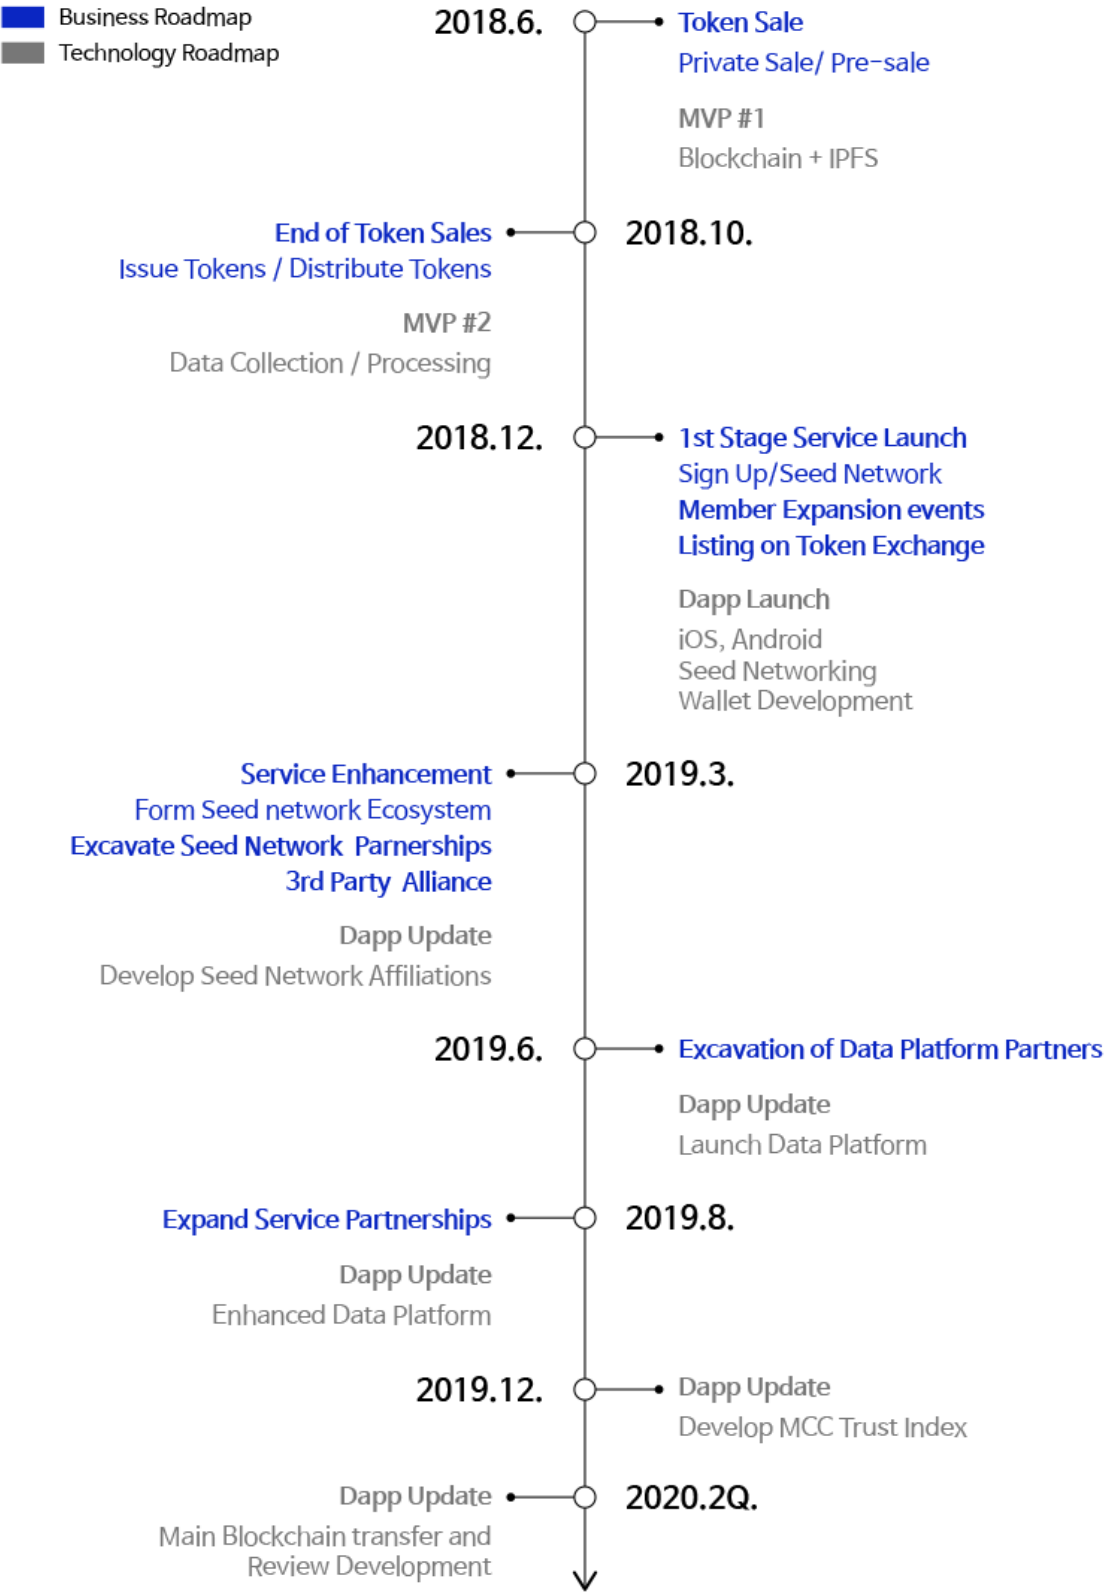 Business Roadmap
Technology Roadmap
2018.6.
Token Sale
Private Sale/ Pre-sale
MVP #1
Blockchain + IPFS
2018.10.
End of Token Sales
Issue Tokens / Distribute Tokens
MVP #2
Data Collection / Processing
2018.12.
1st Stage Service Launch
Sign Up/Seed Network
Member Expansion events
Listing on Token Exchange
Dapp Launch
iOS, Android
Seed Networking
Wallet Development
2019.3.
Service Enhancement
Form Seed network Ecosystem
Excavate Seed Network  Parnerships
3rd Party  Alliance
Dapp Update
Develop Seed Network Affiliations
2019.6.
Excavation of Data Platform Partners
Dapp Update
Launch Data Platform
2019.8.
Expand Service Partnerships
Dapp Update
Enhanced Data Platform
2019.12.
Dapp Update
Develop MCC Trust Index
2020.2Q.
Dapp Update
Main Blockchain transfer and
Review Development